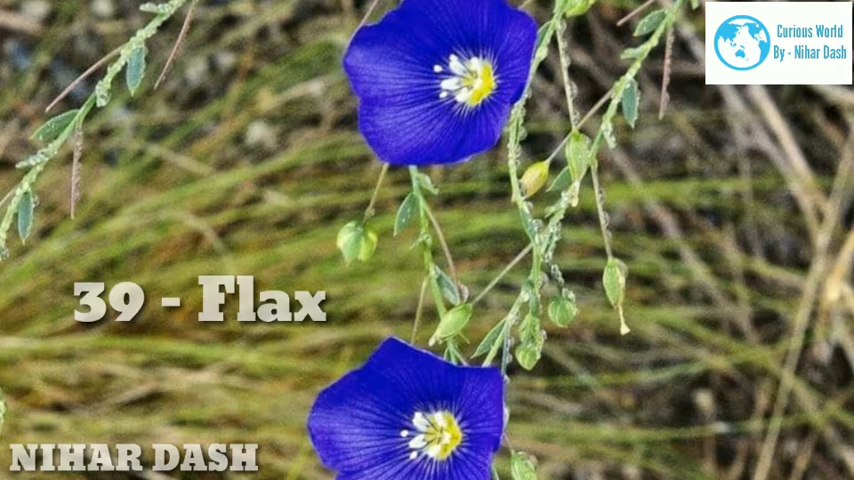 Curious World
By - Nihar Dash
39 - Flax
NIHAR DASH